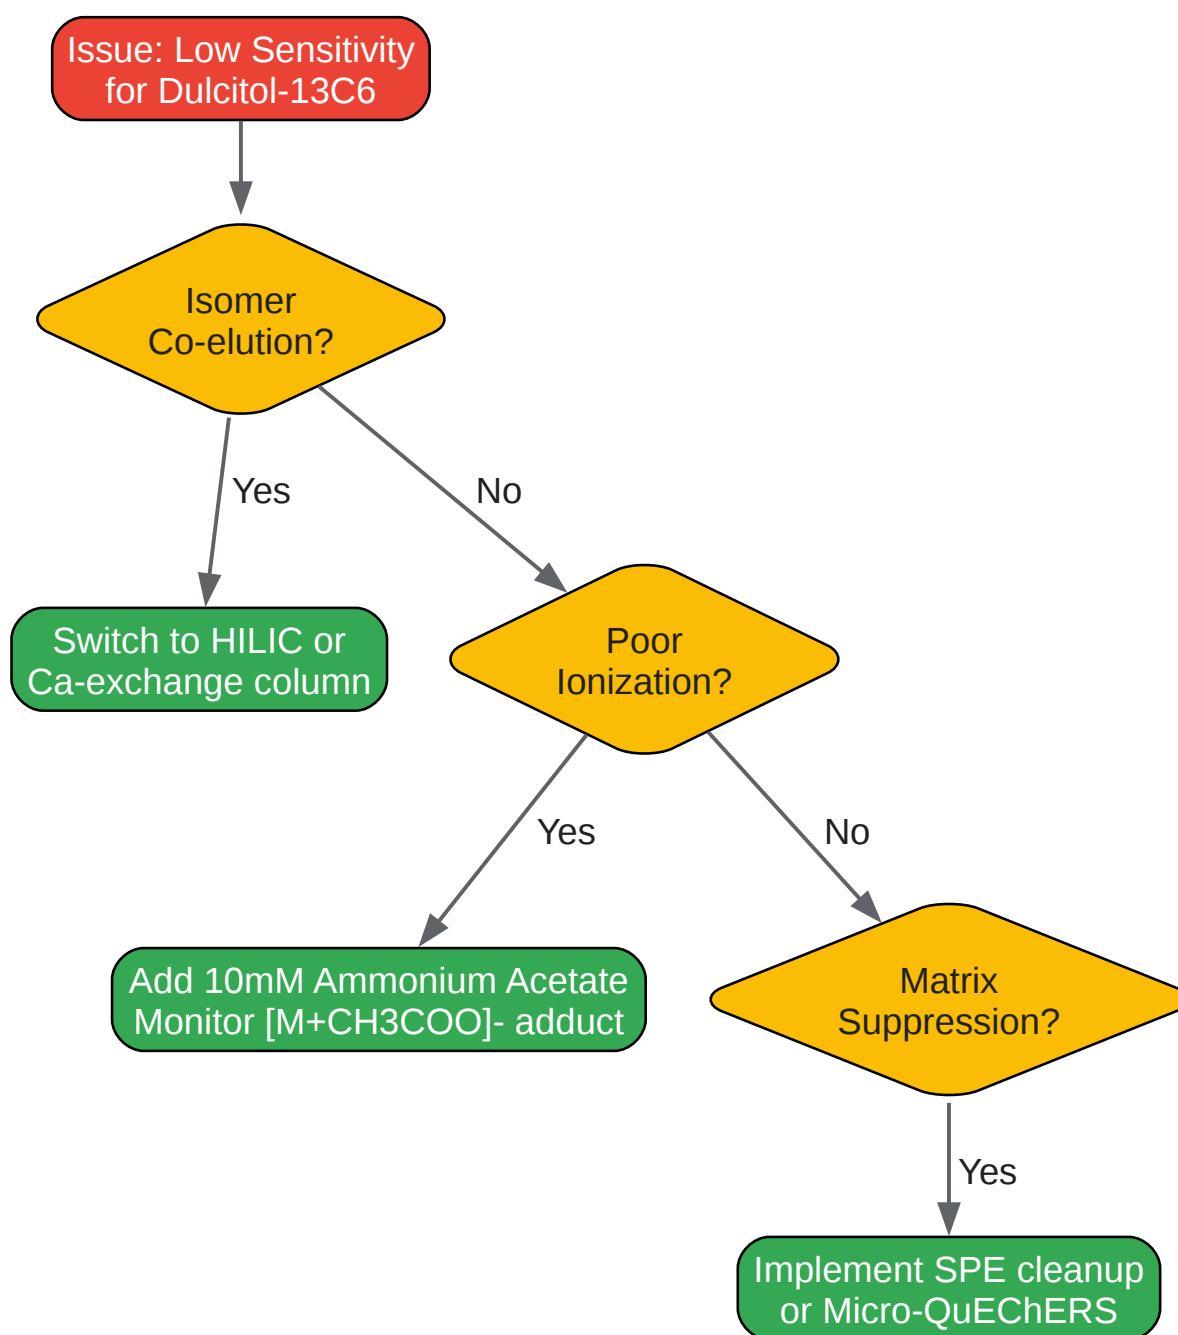 Issue: Low Sensitivity
for Dulcitol-13C6
Isomer
Co-elution?
Yes
No
Switch to HILIC or
Ca-exchange column
Poor
Ionization?
Yes
No
Add 10mM Ammonium Acetate
Monitor [M+CH3COO]- adduct
Matrix
Suppression?
Yes
Implement SPE cleanup
or Micro-QuEChERS